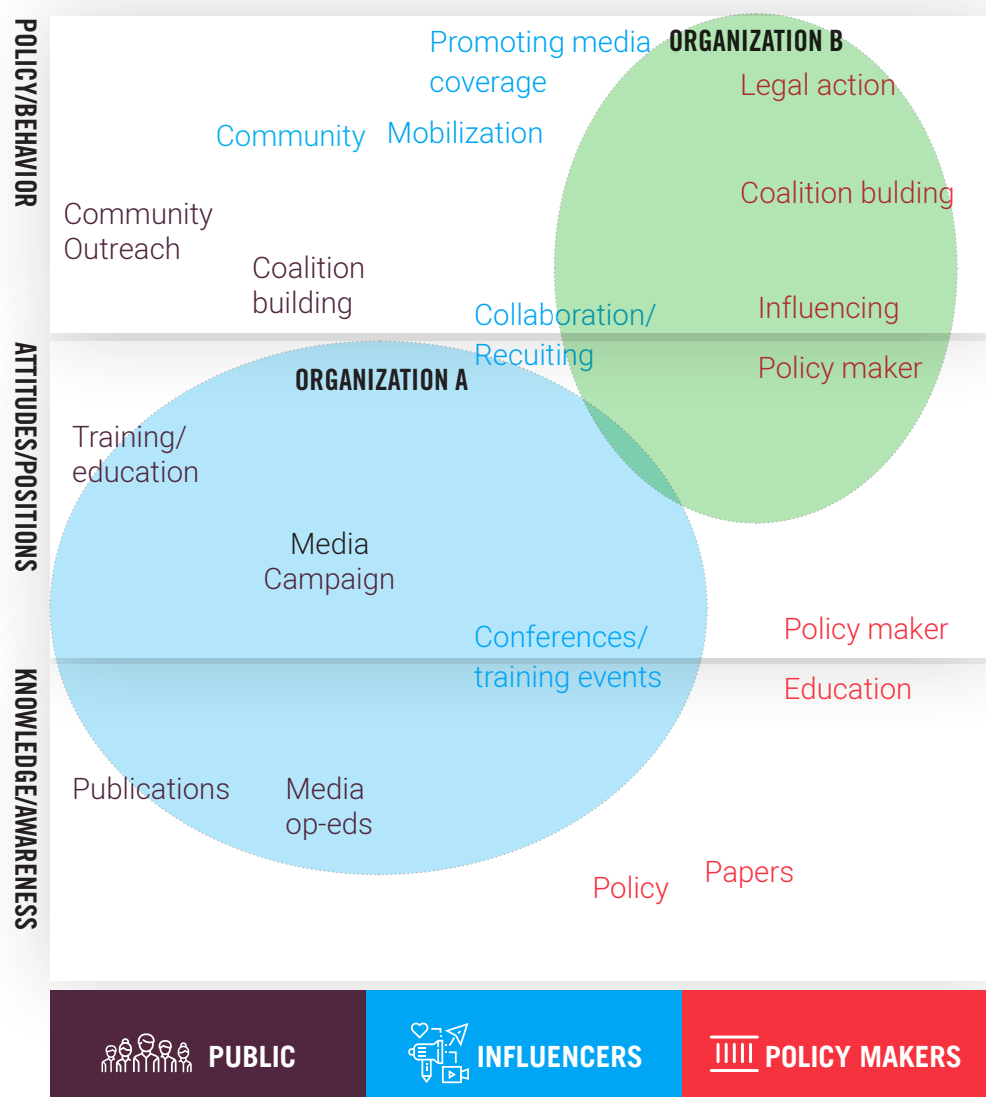 POLICY/BEHAVIOR
Promoting media
coverage
ORGANIZATION B
Legal action
Community
Mobilization
Coalition bulding
Community
Outreach
Coalition
building
Collaboration/
Recuiting
Influencing
Policy maker
ATTITUDES/POSITIONS
ORGANIZATION A
Training/
education
Media
Campaign
Conferences/
training events
Policy maker
Education
KNOWLEDGE/AWARENESS
Publications
Media
op-eds
Policy
Papers
PUBLIC
INFLUENCERS
POLICY MAKERS